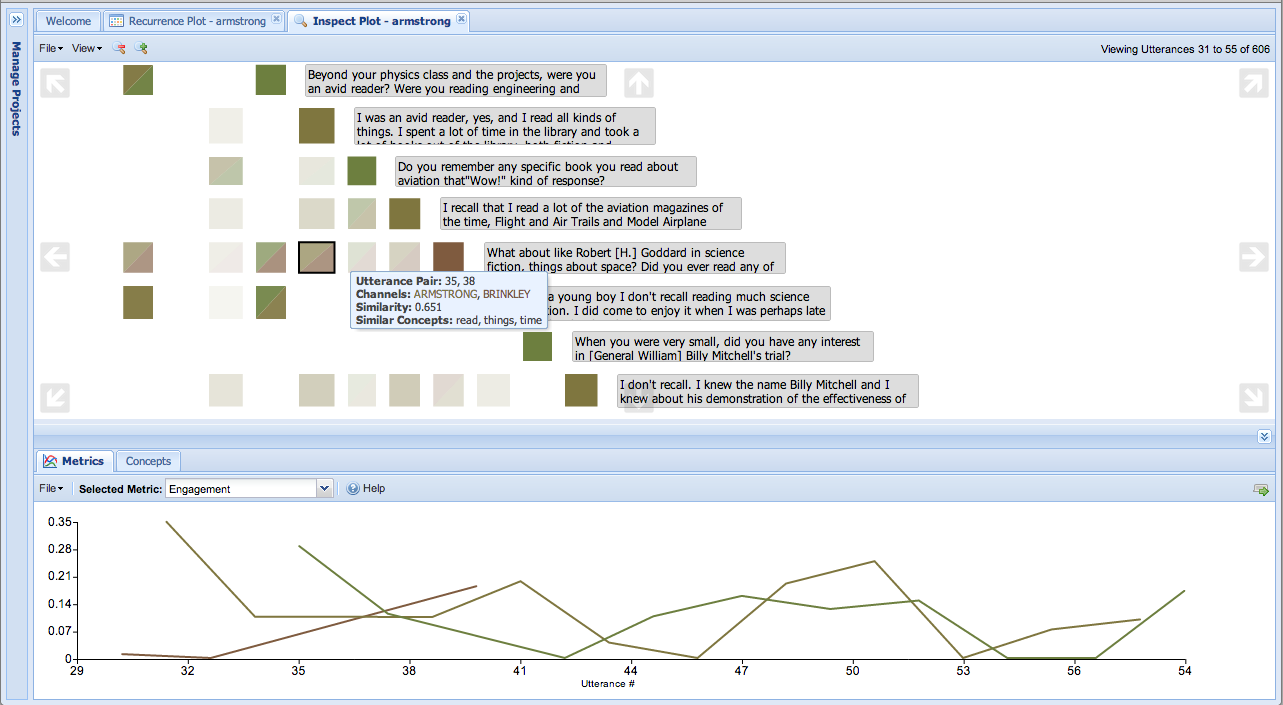 Welcome
Recurrence Plot - armstrong
Inspect Plot - armstrong
Manage Projects
File
View
Viewing Utterances 31 to 55 of 606
Beyond your physics class and the projects, were you
an avid reader? Were you reading engineering and
I was an avid reader, yes, and I read all kinds of
things. I spent a lot of time in the library and took a
lot of books out of the library, both fiction and
Do you remember any specific book you read about
aviation that"Wow!" kind of response?
I recall that I read a lot of the aviation magazines of
the time, Flight and Air Trails and Model Airplane
What about like Robert [H.] Goddard in science
fiction, things about space? Did you ever read any of
Utterance Pair: 35, 38
Channels: ARMSTRONG, BRINKLEY
Similarity: 0.651
Similar Concepts: read, things, time
a young boy I don't recall reading much science
tion. I did come to enjoy it when I was perhaps late
When you were very small, did you have any interest
in [General William] Billy Mitchell's trial?
I don't recall. I knew the name Billy Mitchell and I
knew about his demonstration of the effectiveness of
Metrics
Concepts
File
Selected Metric:
Engagement
Help
0.35
0.28
0.21
0.14
0.07
0
29 32 35 38 41 44 47 50 53 56 54
Utterance #